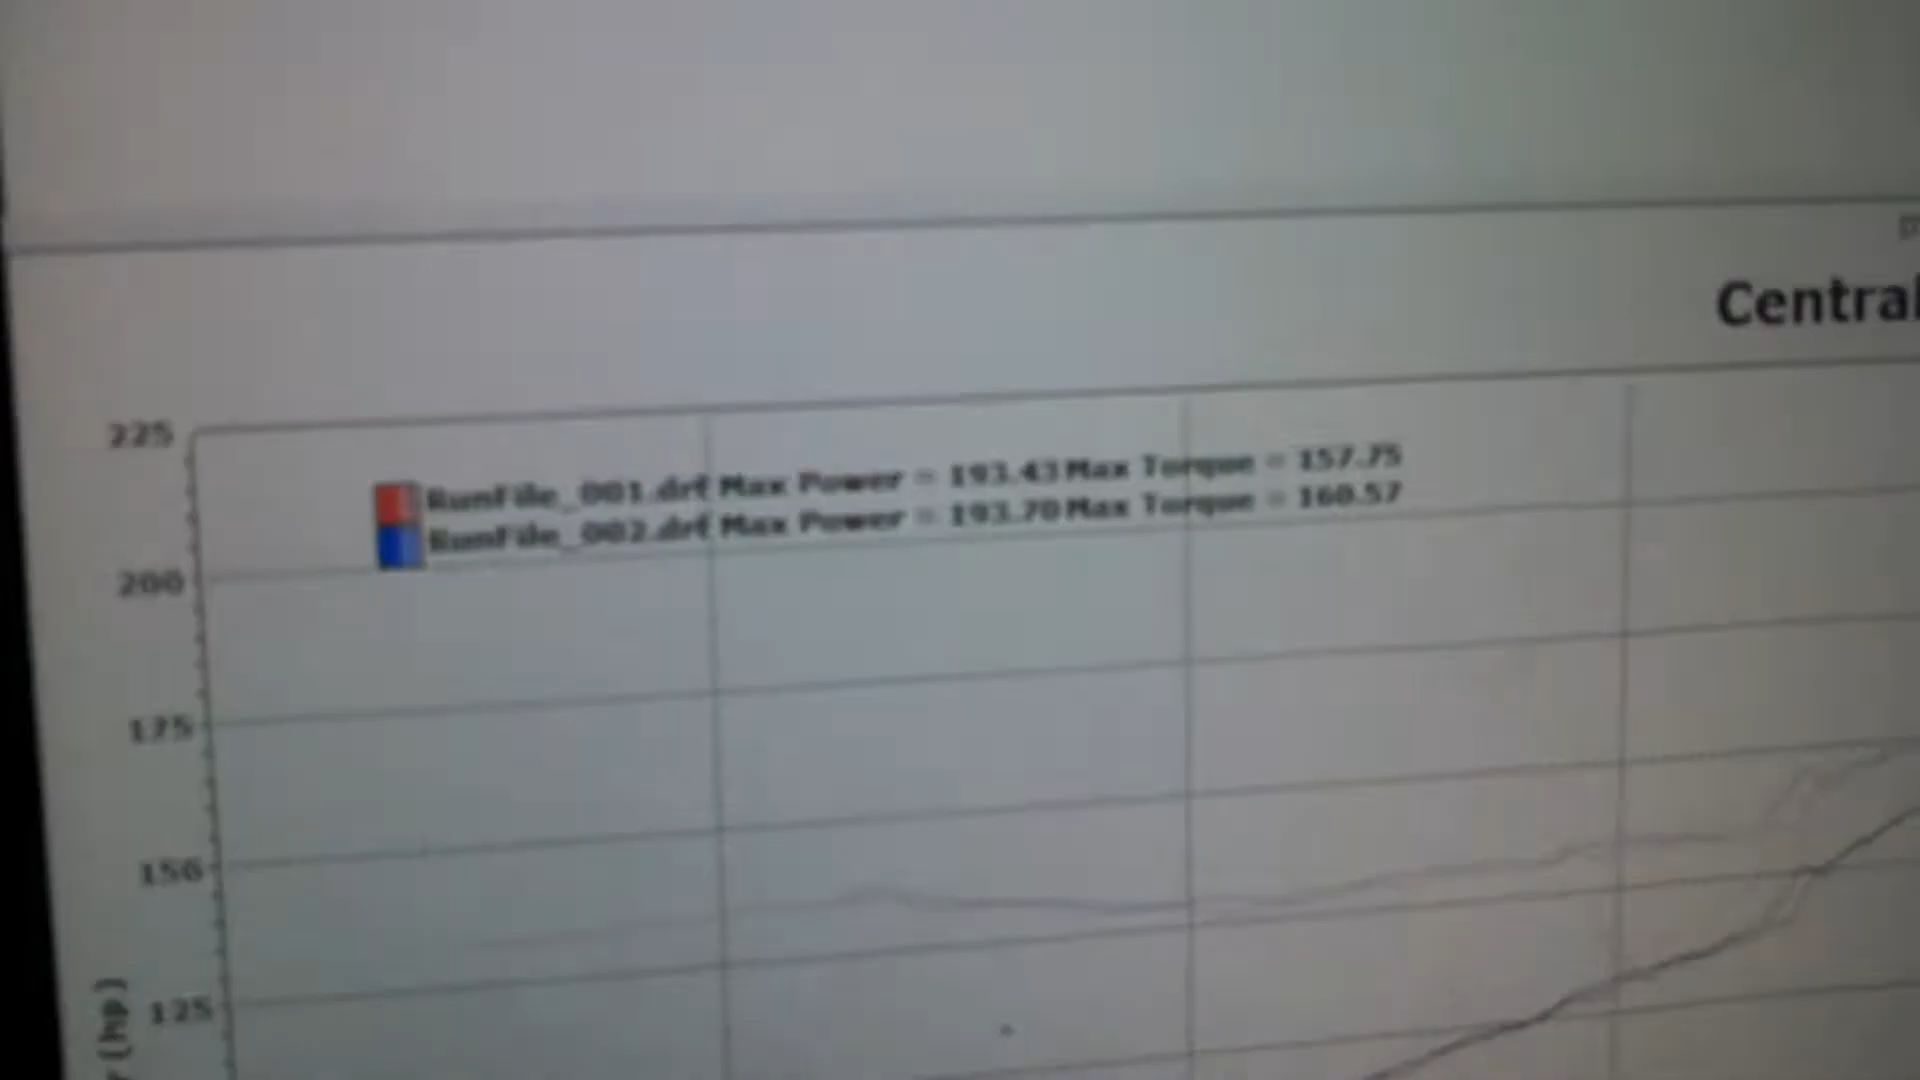 Central
225
RunFile_001.drf Max Power = 193.43 Max Torque = 157.75
RunFile_002.drf Max Power = 193.70 Max Torque = 160.57
200
175
150
125
(hp)